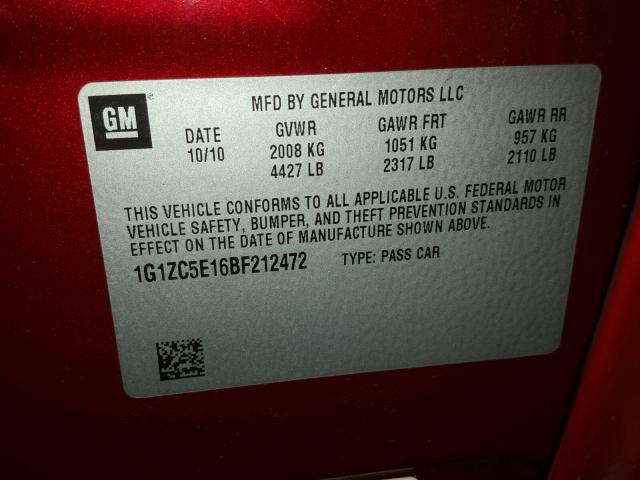 GM
MFD BY GENERAL MOTORS LLC
DATE GVWR GAWR FRT GAWR RR
10/10 2008 KG 1051 KG 957 KG
4427 LB 2317 LB 2110 LB
THIS VEHICLE CONFORMS TO ALL APPLICABLE U.S. FEDERAL MOTOR
VEHICLE SAFETY, BUMPER, AND THEFT PREVENTION STANDARDS IN
EFFECT ON THE DATE OF MANUFACTURE SHOWN ABOVE.
1G1ZC5E16BF212472 TYPE: PASS CAR